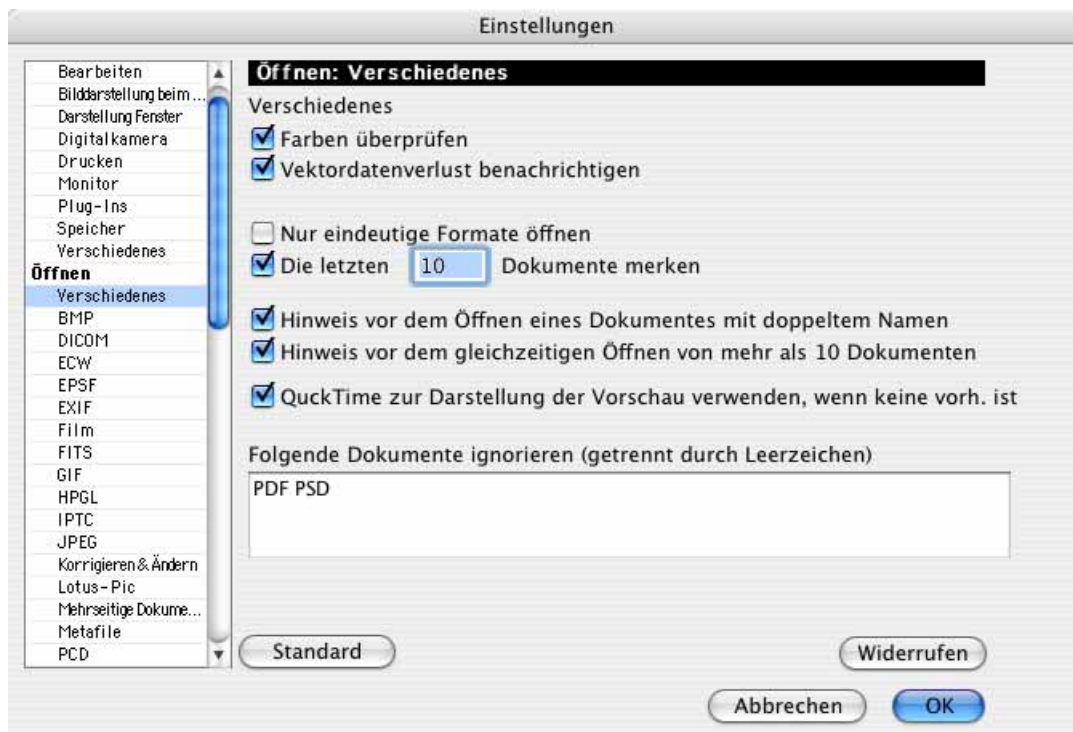 Einstellungen
Bearbeiten
Bilddarstellung beim ...
Darstellung Fenster
Digitalkamera
Drucken
Monitor
Plug-Ins
Speicher
Verschiedenes
Öffnen
Verschiedenes
BMP
DICOM
ECW
EPSF
EXIF
Film
FITS
GIF
HPGL
IPTC
JPEG
Korrigieren & Ändern
Lotus-Pic
Mehrseitige Dokume...
Metafile
PCD
Öffnen: Verschiedenes
Verschiedenes
Farben überprüfen
Vektordatenverlust benachrichtigen
Nur eindeutige Formate öffnen
Die letzten 10 Dokumente merken
Hinweis vor dem Öffnen eines Dokumentes mit doppeltem Namen
Hinweis vor dem gleichzeitigen Öffnen von mehr als 10 Dokumenten
QuckTime zur Darstellung der Vorschau verwenden, wenn keine vorh. ist
Folgende Dokumente ignorieren (getrennt durch Leerzeichen)
PDF PSD
Standard
Widerrufen
Abbrechen
OK